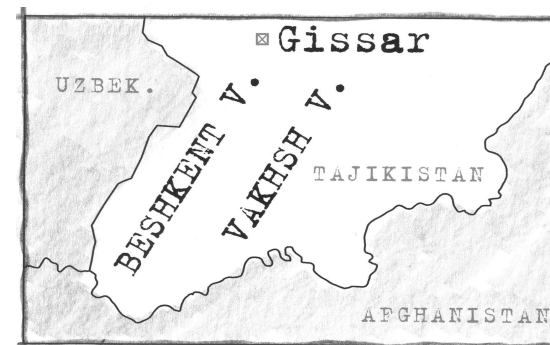 Gissar
UZBEK.
BESHKENT V.
VAKHSH V.
TAJIKISTAN
AFGHANISTAN